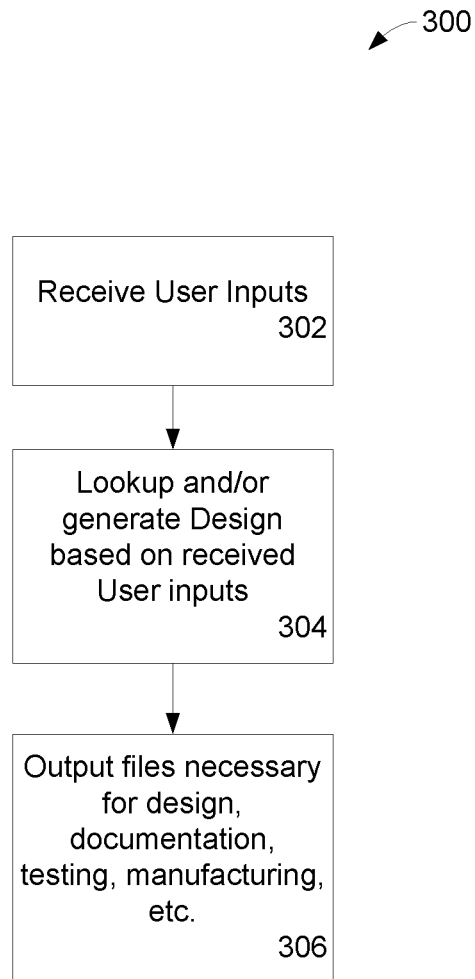 300
Receive User Inputs
302
Lookup and/or
generate Design
based on received
User inputs
304
Output files necessary
for design,
documentation,
testing, manufacturing,
etc.
306